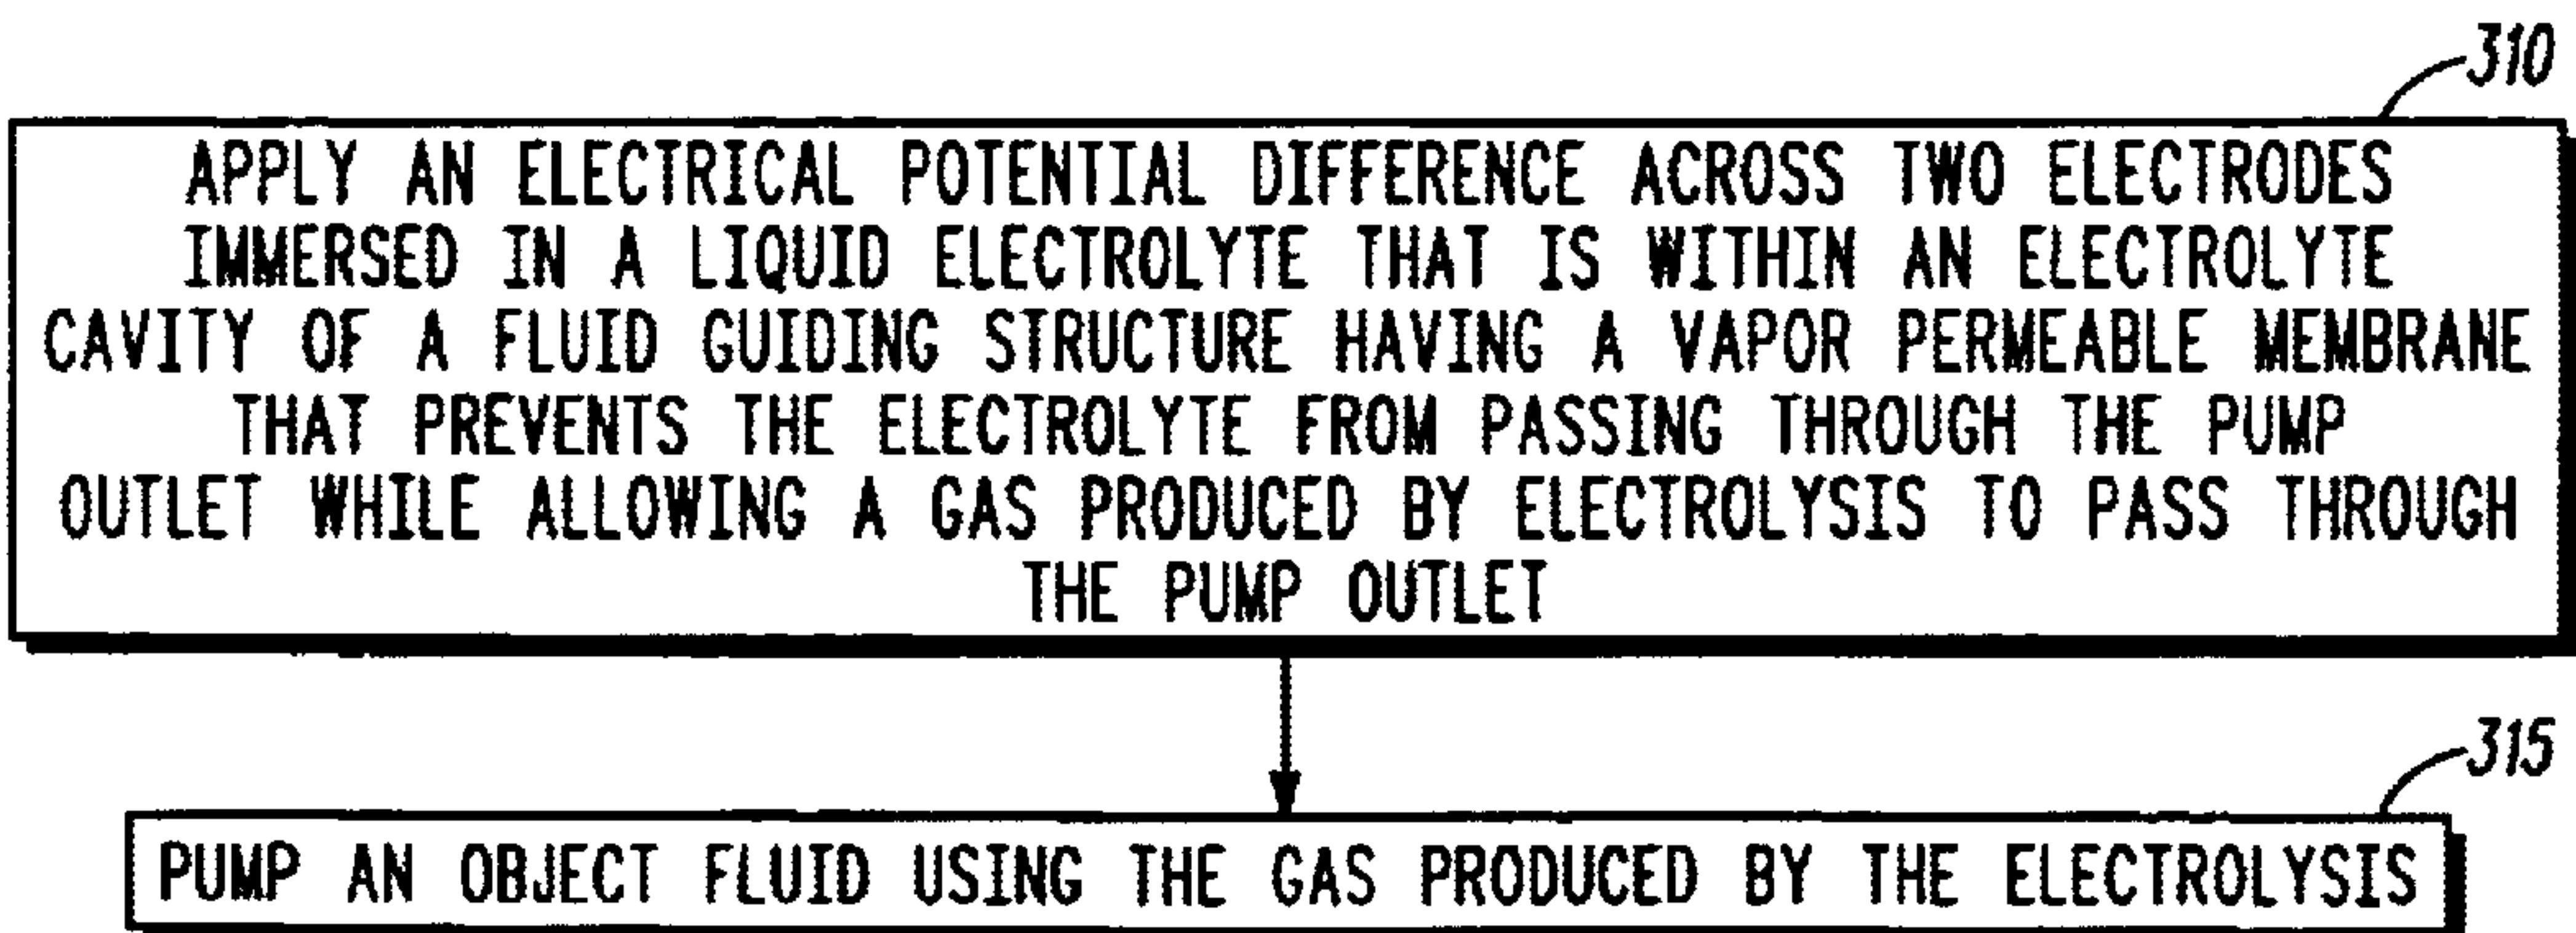 310
APPLY AN ELECTRICAL POTENTIAL DIFFERENCE ACROSS TWO ELECTRODES
IMMERSED IN A LIQUID ELECTROLYTE THAT IS WITHIN AN ELECTROLYTE
CAVITY OF A FLUID GUIDING STRUCTURE HAVING A VAPOR PERMEABLE MEMBRANE
THAT PREVENTS THE ELECTROLYTE FROM PASSING THROUGH THE PUMP
OUTLET WHILE ALLOWING A GAS PRODUCED BY ELECTROLYSIS TO PASS THROUGH
THE PUMP OUTLET
315
PUMP AN OBJECT FLUID USING THE GAS PRODUCED BY THE ELECTROLYSIS